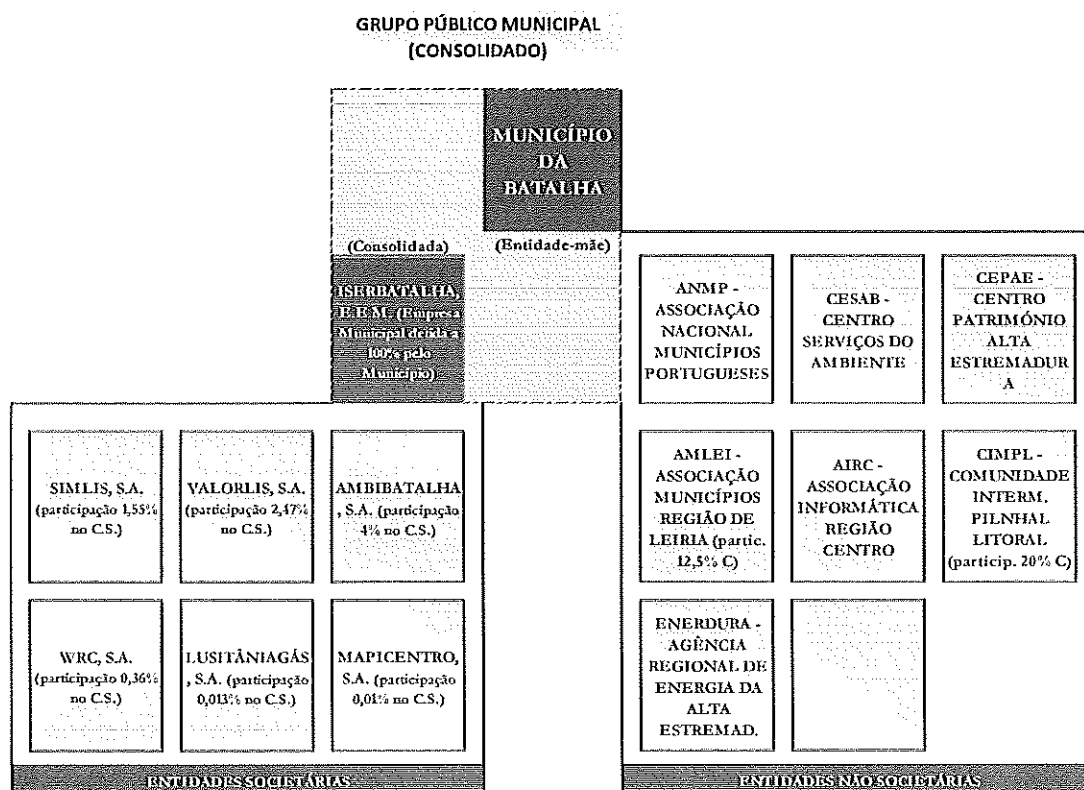 GRUPO PÚBLICO MUNICIPAL
(CONSOLIDADO)
MUNICÍPIO
DA
BATALHA
(Consolidada)
(Entidade-mãe)
ISERBATALHA,
E.E.M. (Empresa
Municipal detida a
100% pelo
Município)
SIMLIS, S.A.
(participação 1,55%
no C.S.)
VALORLIS, S.A.
(participação 2,47%
no C.S.)
AMBIBATALHA
, S.A. (participação
4% no C.S.)
WRC, S.A.
(participação 0,36%
no C.S.)
LUSITÂNIAGÁS
, S.A. (participação
0,013% no C.S.)
MAPICENTRO,
S.A. (participação
0,01% no C.S.)
ENTIDADES SOCIETÁRIAS
ANMP -
ASSOCIAÇÃO
NACIONAL
MUNICÍPIOS
PORTUGUESES
CESAB -
CENTRO
SERVIÇOS DO
AMBIENTE
CEPAE -
CENTRO
PATRIMÓNIO
ALTA
ESTREMADUR
A
AMLEI -
ASSOCIAÇÃO
MUNICÍPIOS
REGIÃO DE
LEIRIA (partic.
12,5% C)
AIRC -
ASSOCIAÇÃO
INFORMÁTICA
REGIÃO
CENTRO
CIMPL -
COMUNIDADE
INTERM.
PILNHAL
LITORAL
(particip. 20% C)
ENERDURA -
AGÊNCIA
REGIONAL DE
ENERGIA DA
ALTA
ESTREMAD.
ENTIDADES NÃO SOCIETÁRIAS